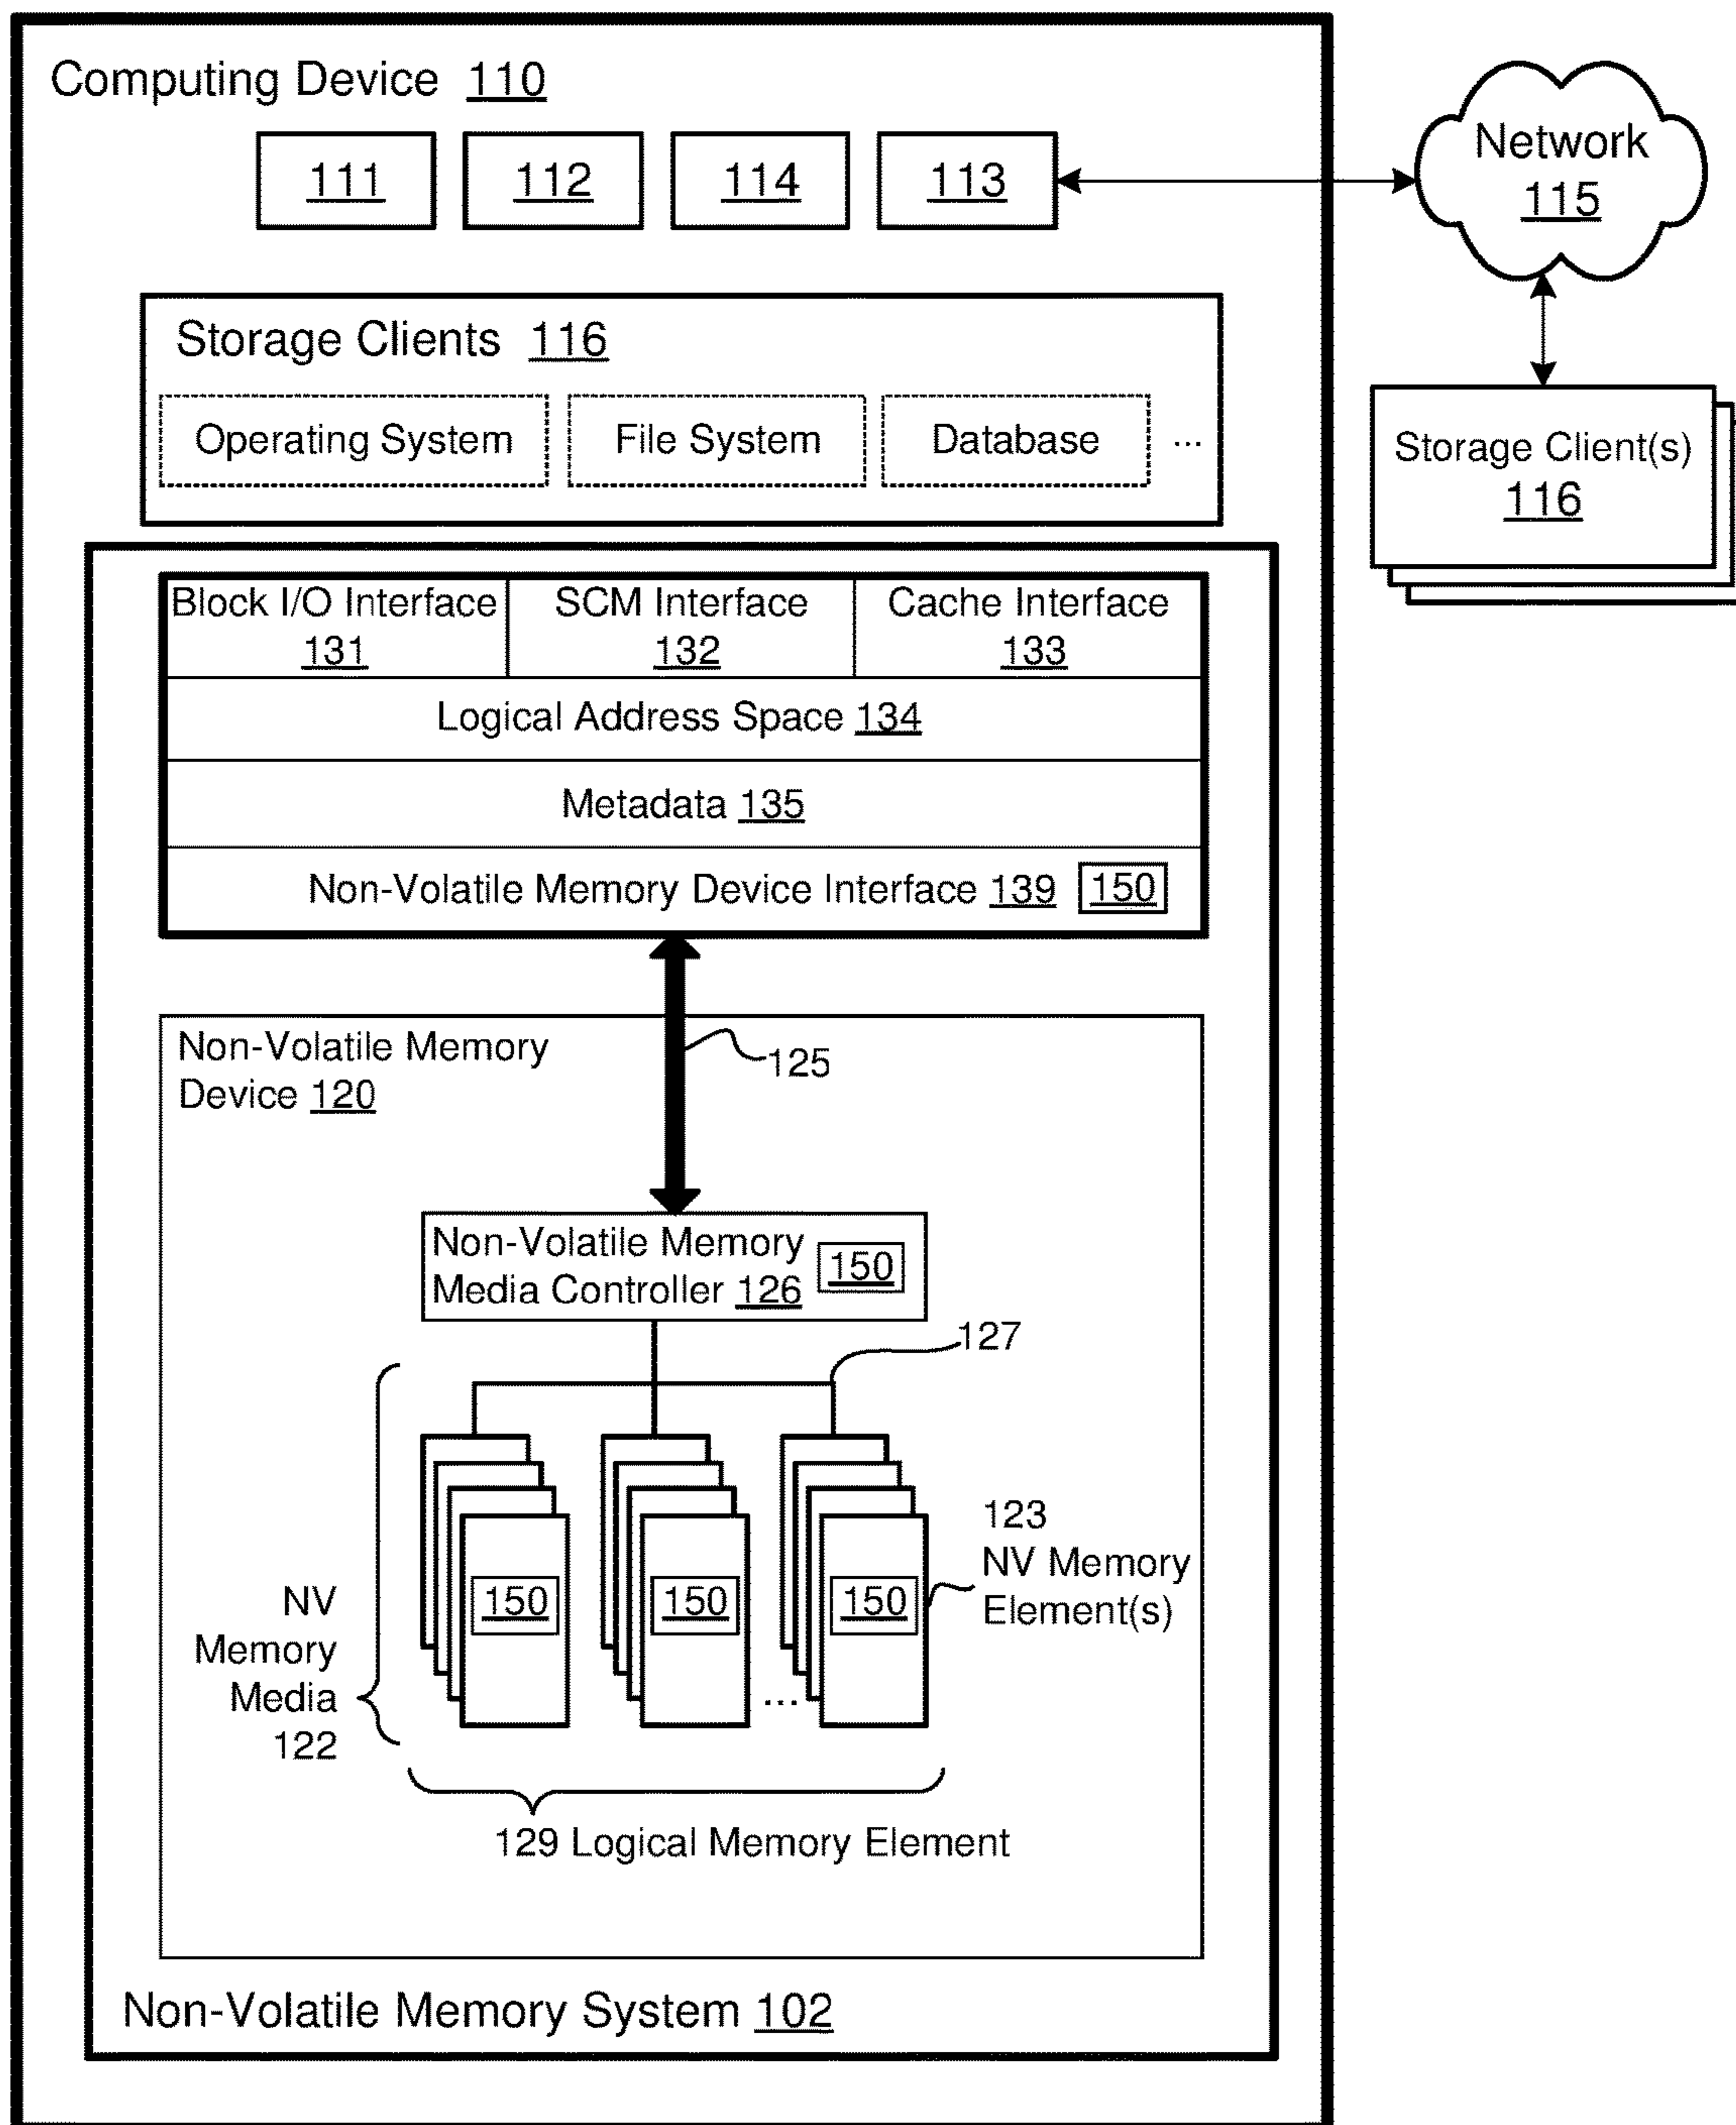 Computing Device 110
111
112
114
113
Network
115
Storage Clients 116
Operating System
File System
Database
...
Storage Client(s)
116
Block I/O Interface
131
SCM Interface
132
Cache Interface
133
Logical Address Space 134
Metadata 135
Non-Volatile Memory Device Interface 139
150
Non-Volatile Memory
Device 120
125
Non-Volatile Memory
Media Controller 126
150
127
123
NV Memory
Element(s)
150
150
150
...
NV
Memory
Media
122
129 Logical Memory Element
Non-Volatile Memory System 102